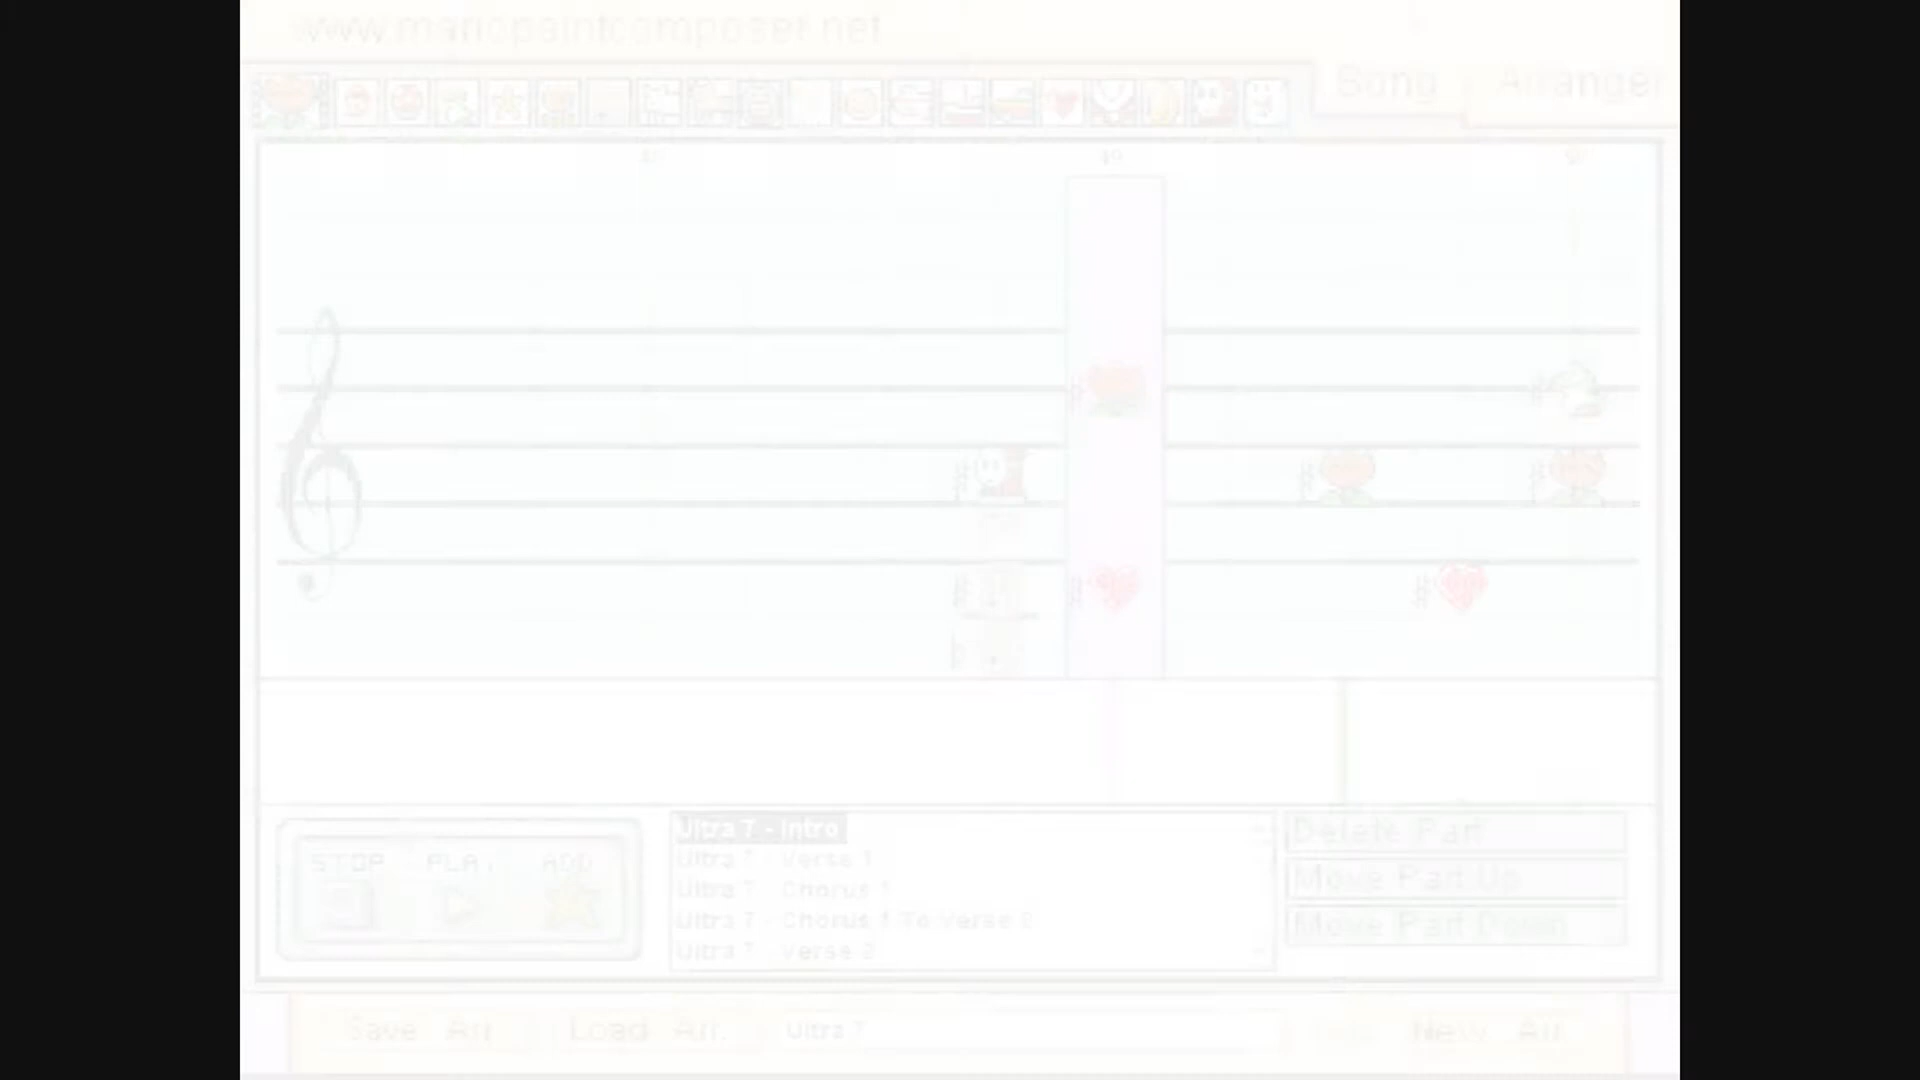 www.mariopaintcomposer.net
Song Arranger
49
STOP PLAY ADD
Ultra 7 - Intro
Ultra 7 - Verse 1
Ultra 7 - Chorus 1
Ultra 7 - Chorus 1 To Verse 2
Ultra 7 - Verse 2
Delete Part
Move Part Up
Move Part Down
Save Arr. Load Arr. Ultra 7 New Arr.